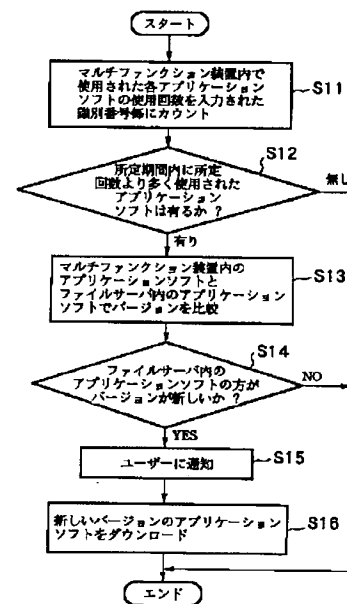 スタート
マルチファンクション装置内で
使用された各アプリケーション
ソフトの使用回数を入力された
識別番号毎にカウント
S11
所定期間内に所定
回数より多く使用された
アプリケーション
ソフトは有るか ?
S12
無し
有り
マルチファンクション装置内の
アプリケーションソフトと
ファイルサーバ内のアプリケーション
ソフトでバージョンを比較
S13
ファイルサーバ内の
アプリケーションソフトの方が
バージョンが新しいか ?
S14
NO
YES
ユーザーに通知
S15
新しいバージョンのアプリケーション
ソフトをダウンロード
S16
エンド